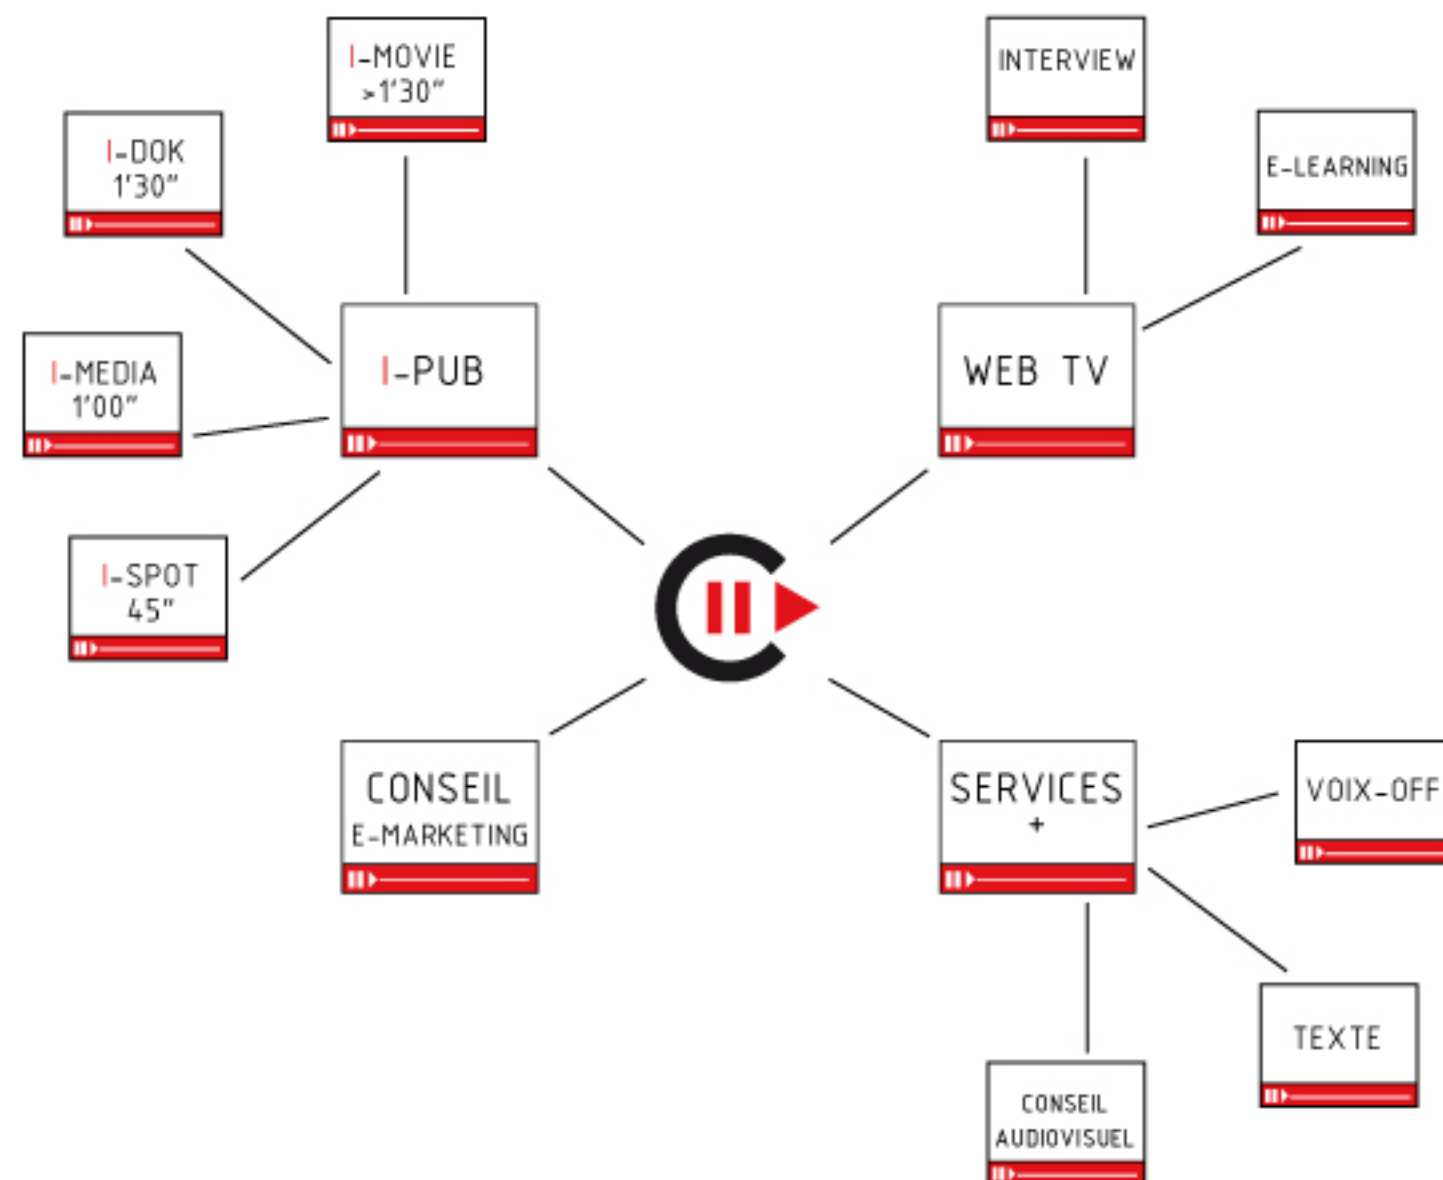 I-MOVIE
>1'30"
INTERVIEW
I-DOK
1'30"
E-LEARNING
I-MEDIA
1'00"
I-PUB
WEB TV
I-SPOT
45"
CONSEIL
E-MARKETING
SERVICES
+
VOIX-OFF
TEXTE
CONSEIL
AUDIOVISUEL